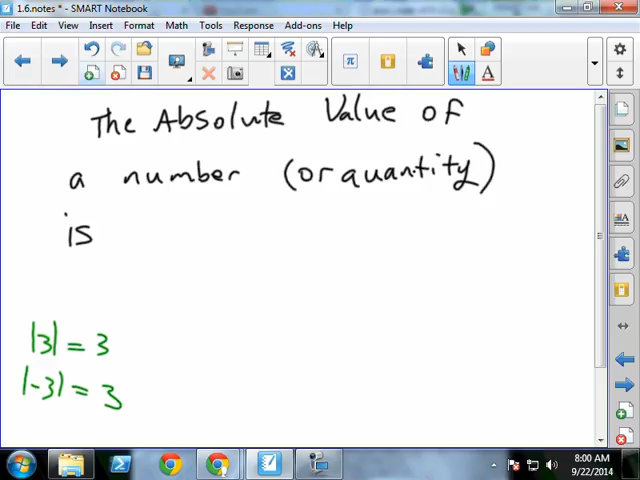 1.6.notes * - SMART Notebook
File Edit View Insert Format Tools Response Draw Add-ons Help
The Absolute Value of
a number (or quantity)
is
|3| = 3
|-3| = 3
8:00 AM
9/22/2014